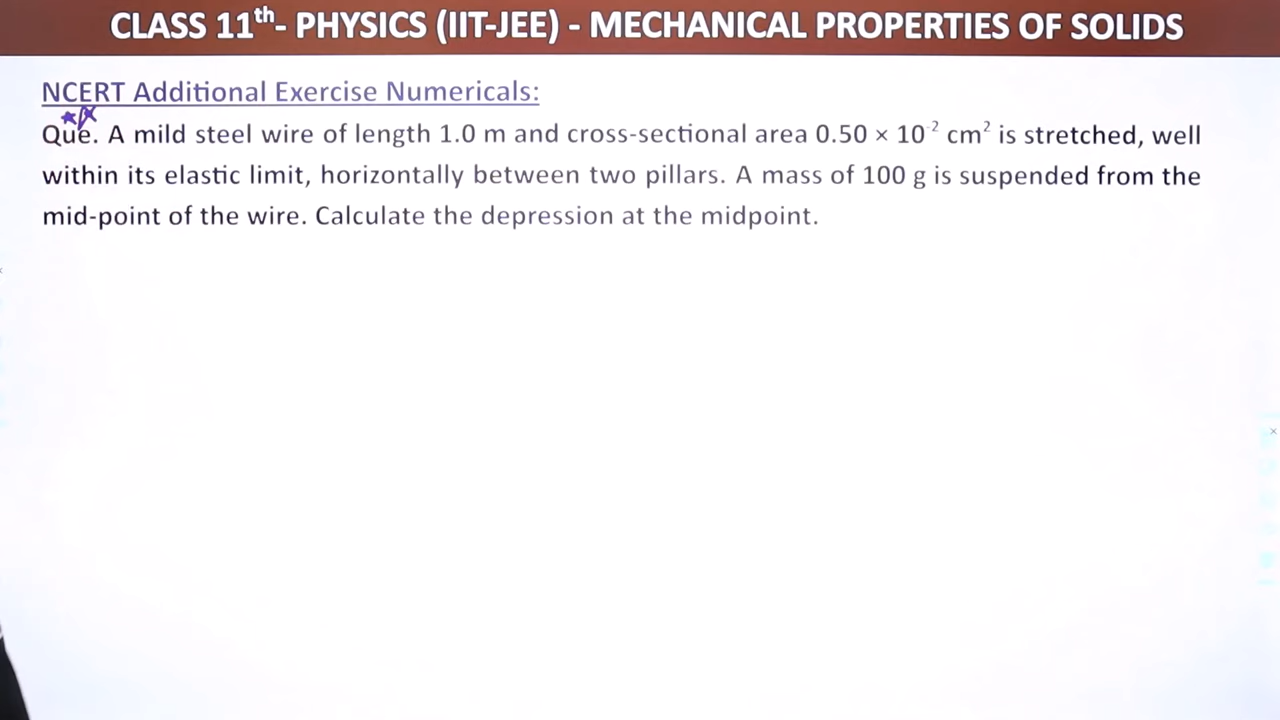 CLASS 11th- PHYSICS (IIT-JEE) - MECHANICAL PROPERTIES OF SOLIDS
NCERT Additional Exercise Numericals:
Que. A mild steel wire of length 1.0 m and cross-sectional area 0.50 × 10⁻² cm² is stretched, well
within its elastic limit, horizontally between two pillars. A mass of 100 g is suspended from the
mid-point of the wire. Calculate the depression at the midpoint.